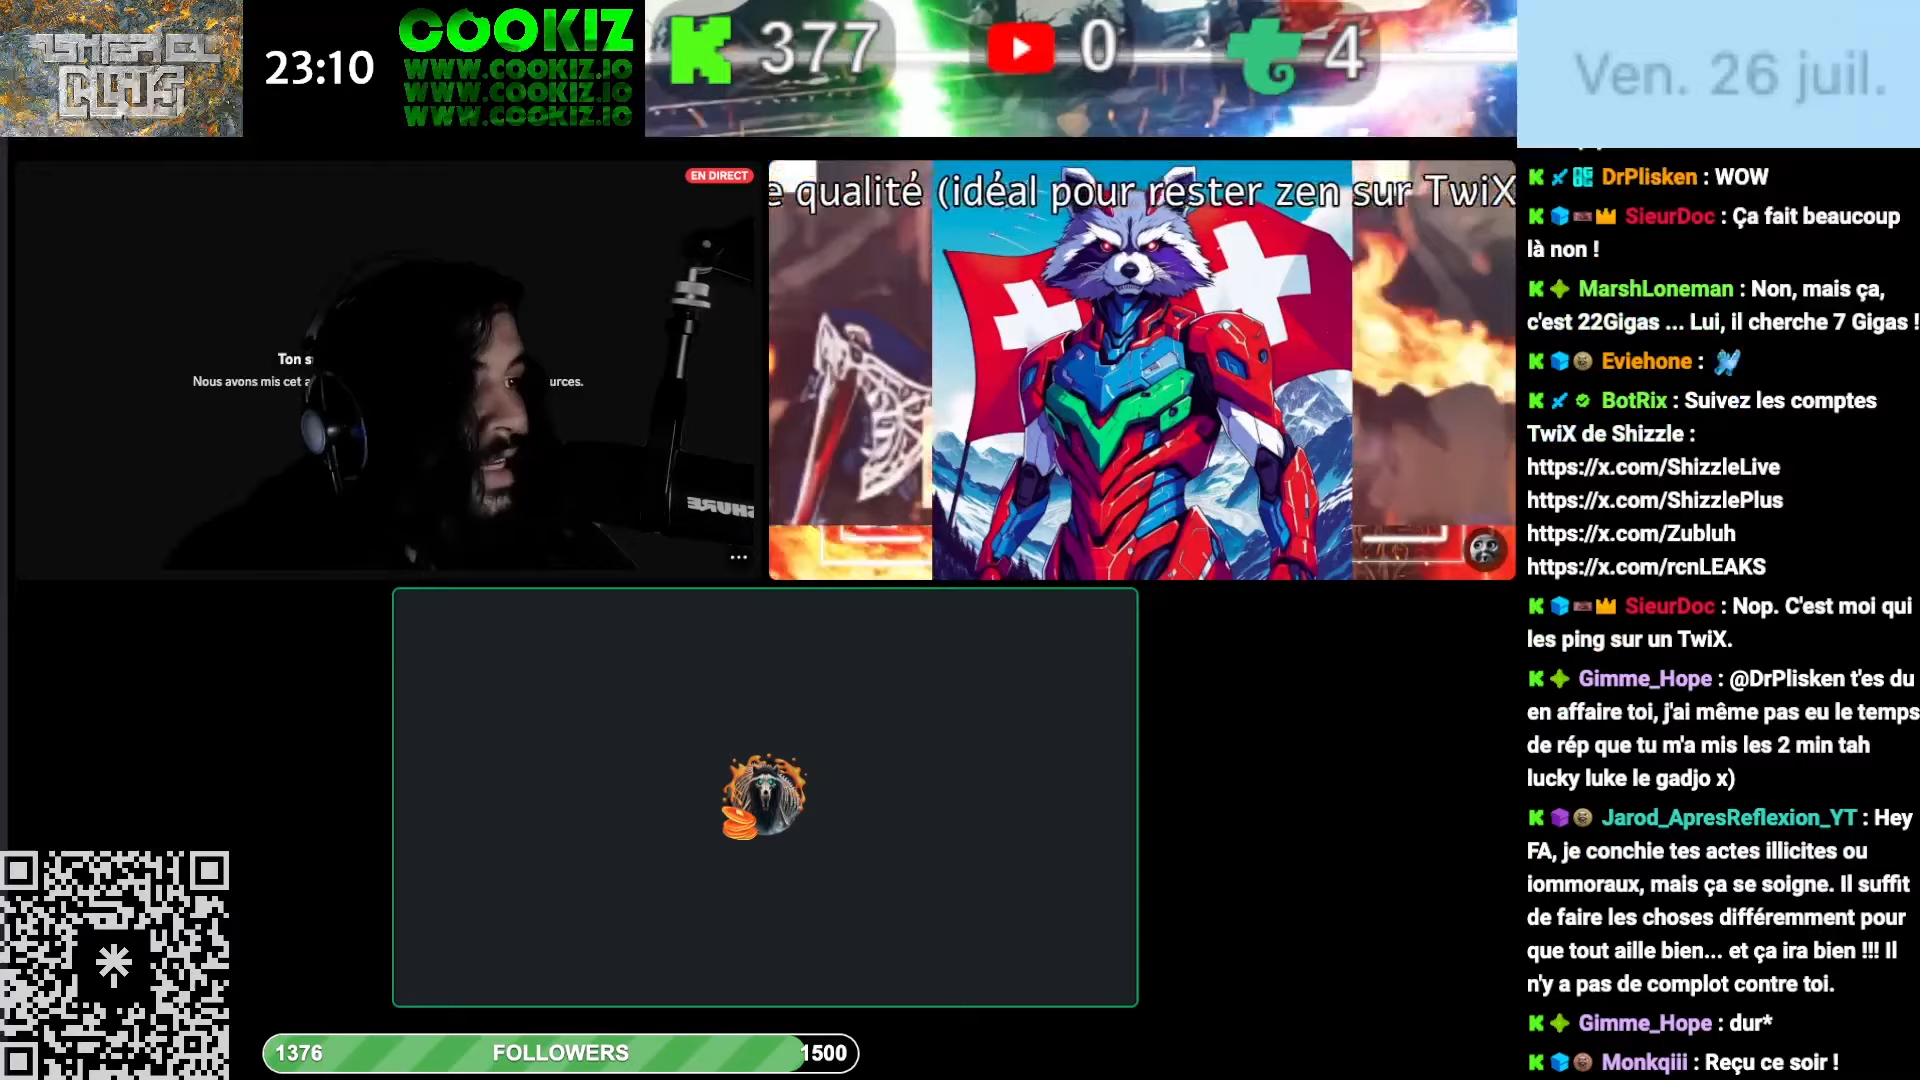 23:10
COOKIZ
WWW.COOKIZ.IO
WWW.COOKIZ.IO
WWW.COOKIZ.IO
377
0
4
Ven. 26 juil.
EN DIRECT
Ton s
Nous avons mis cet a
urces.
SHURE
e qualité (idéal pour rester zen sur TwiX
DrPlisken : WOW
SieurDoc : Ça fait beaucoup
là non !
MarshLoneman : Non, mais ça,
c'est 22Gigas ... Lui, il cherche 7 Gigas !
Eviehone :
BotRix : Suivez les comptes
TwiX de Shizzle :
https://x.com/ShizzleLive
https://x.com/ShizzlePlus
https://x.com/Zubluh
https://x.com/rcnLEAKS
SieurDoc : Nop. C'est moi qui
les ping sur un TwiX.
Gimme_Hope : @DrPlisken t'es du
en affaire toi, j'ai même pas eu le temps
de rép que tu m'a mis les 2 min tah
lucky luke le gadjo x)
Jarod_ApresReflexion_YT : Hey
FA, je conchie tes actes illicites ou
iommoraux, mais ça se soigne. Il suffit
de faire les choses différemment pour
que tout aille bien... et ça ira bien !!! Il
n'y a pas de complot contre toi.
Gimme_Hope : dur*
Monkqiii : Reçu ce soir !
1376 FOLLOWERS 1500